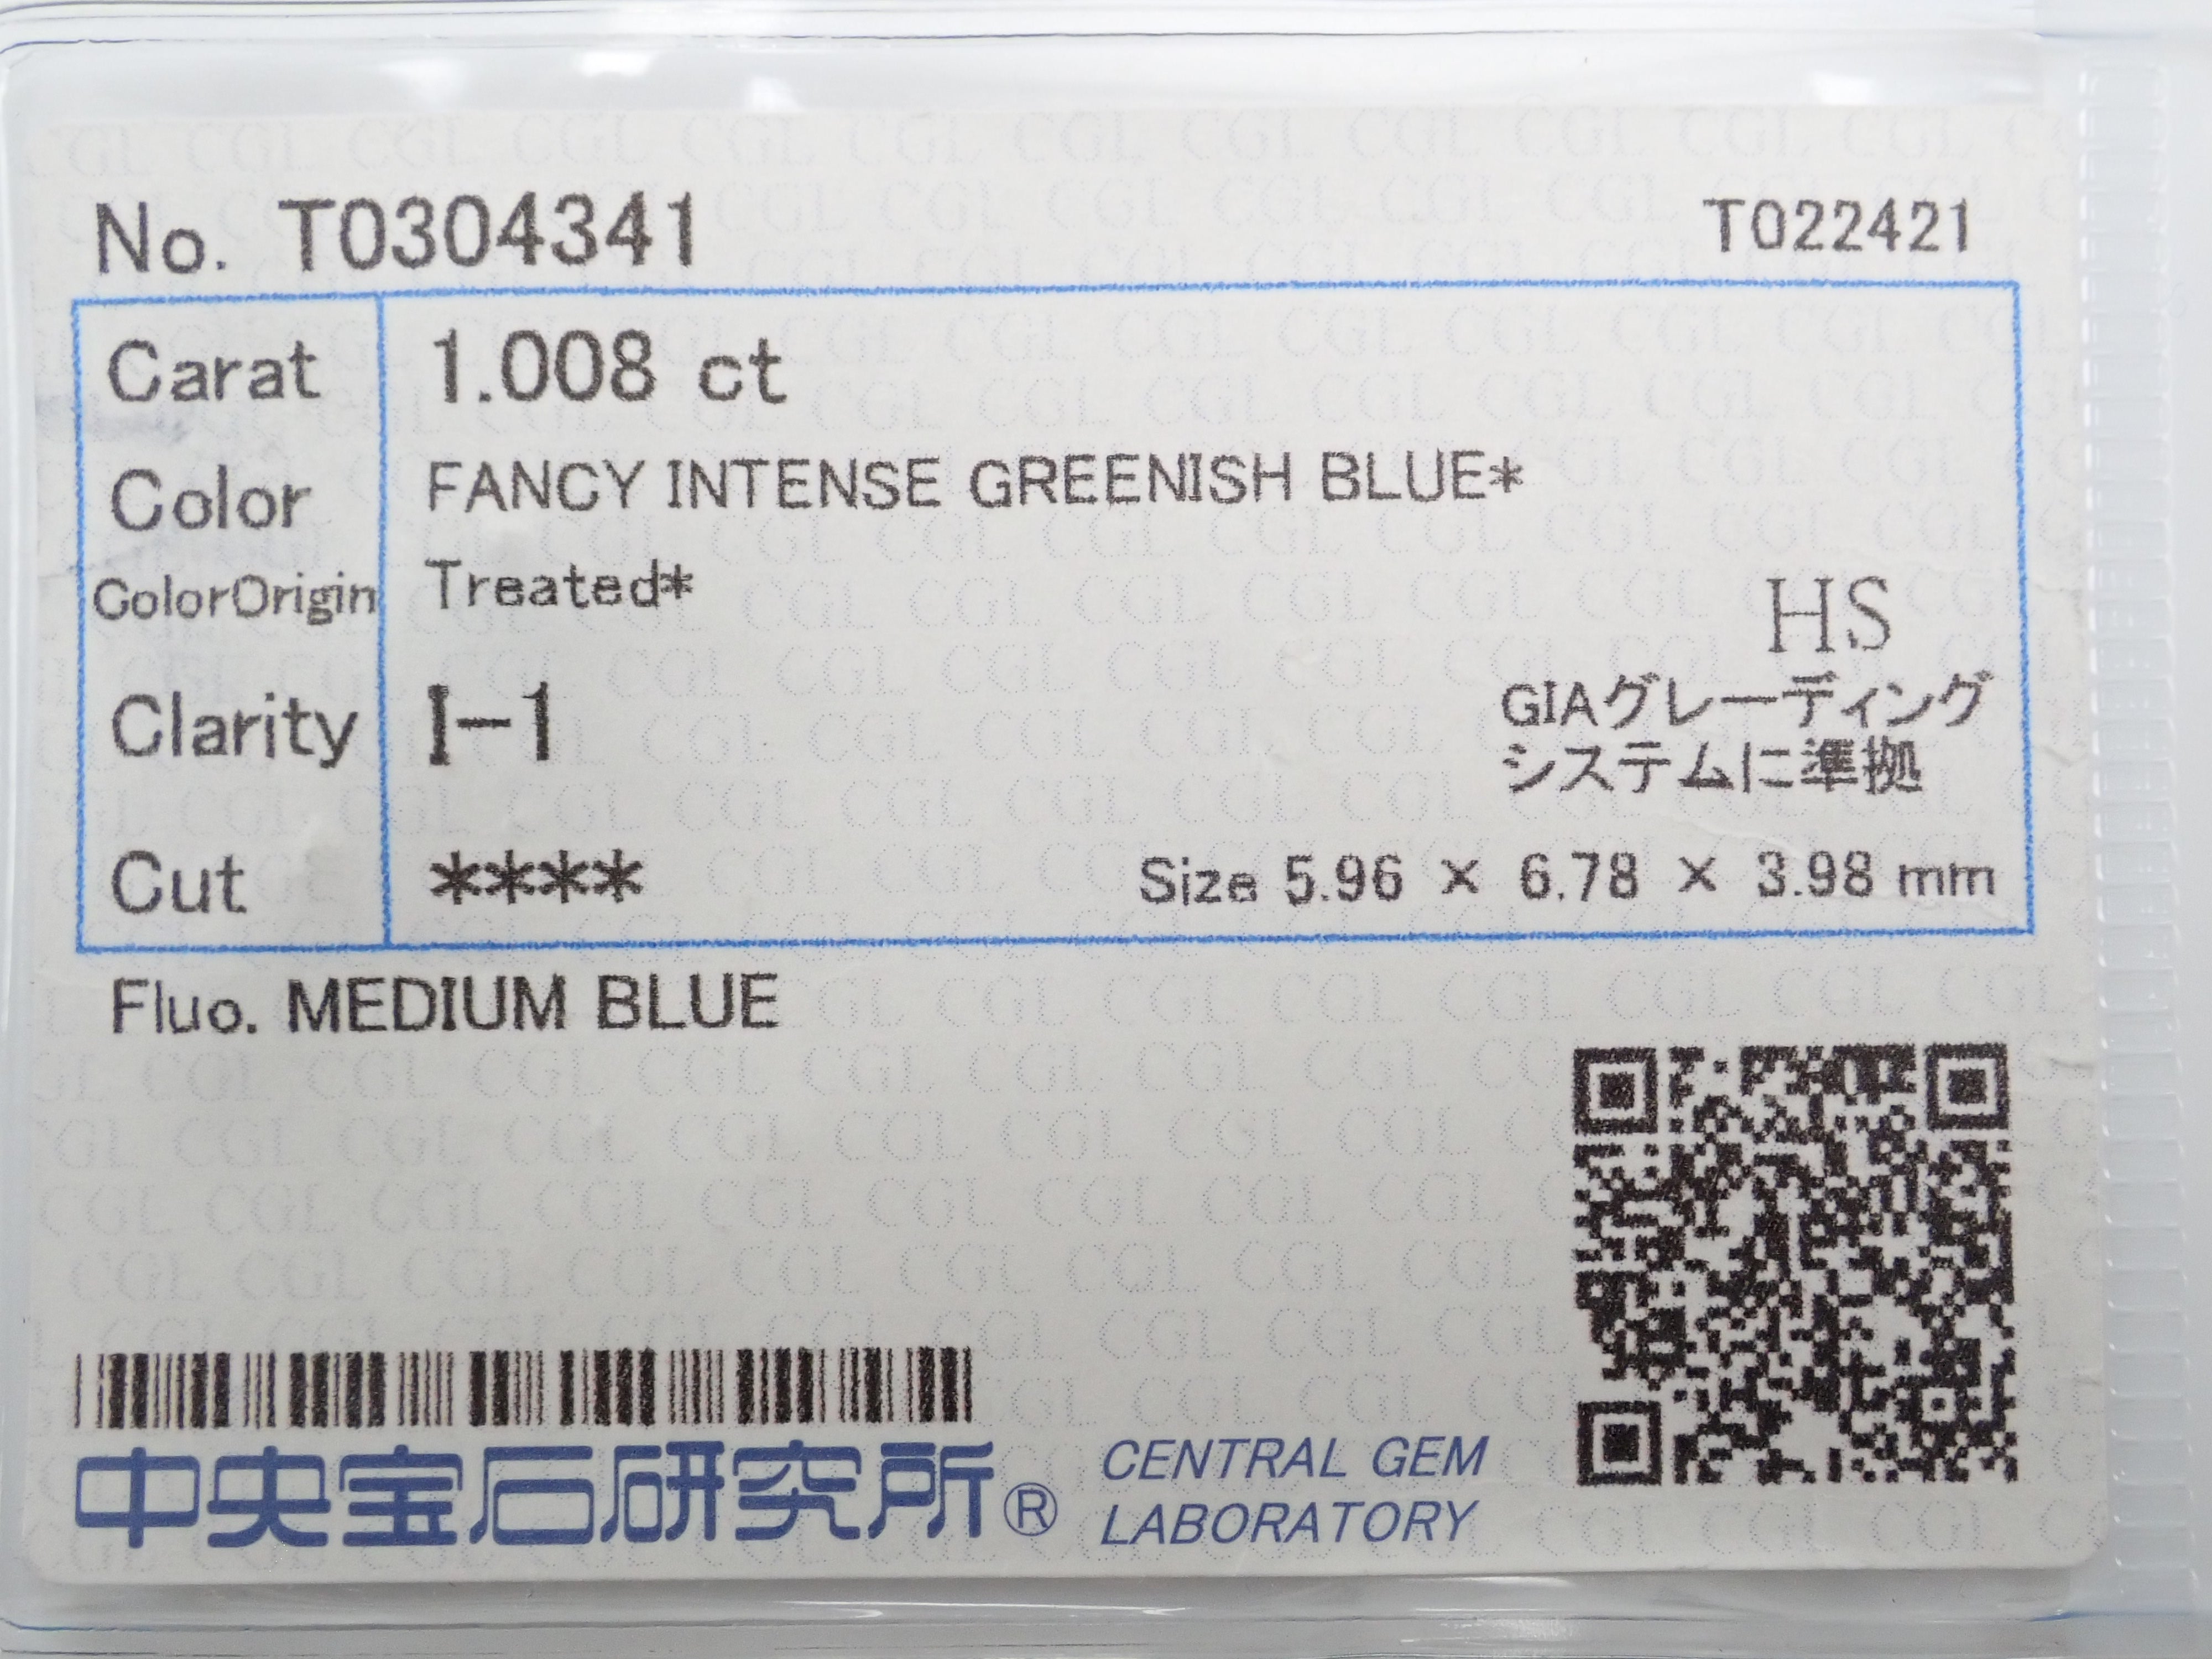 No. T0304341 T022421
Carat 1.008 ct
Color FANCY INTENSE GREENISH BLUE*
ColorOrigin Treated*
HS
Clarity I-1
GIAグレーディング
システムに準拠
Cut **** Size 5.96 × 6.78 × 3.98 mm
Fluo. MEDIUM BLUE
中央宝石研究所® CENTRAL GEM
LABORATORY